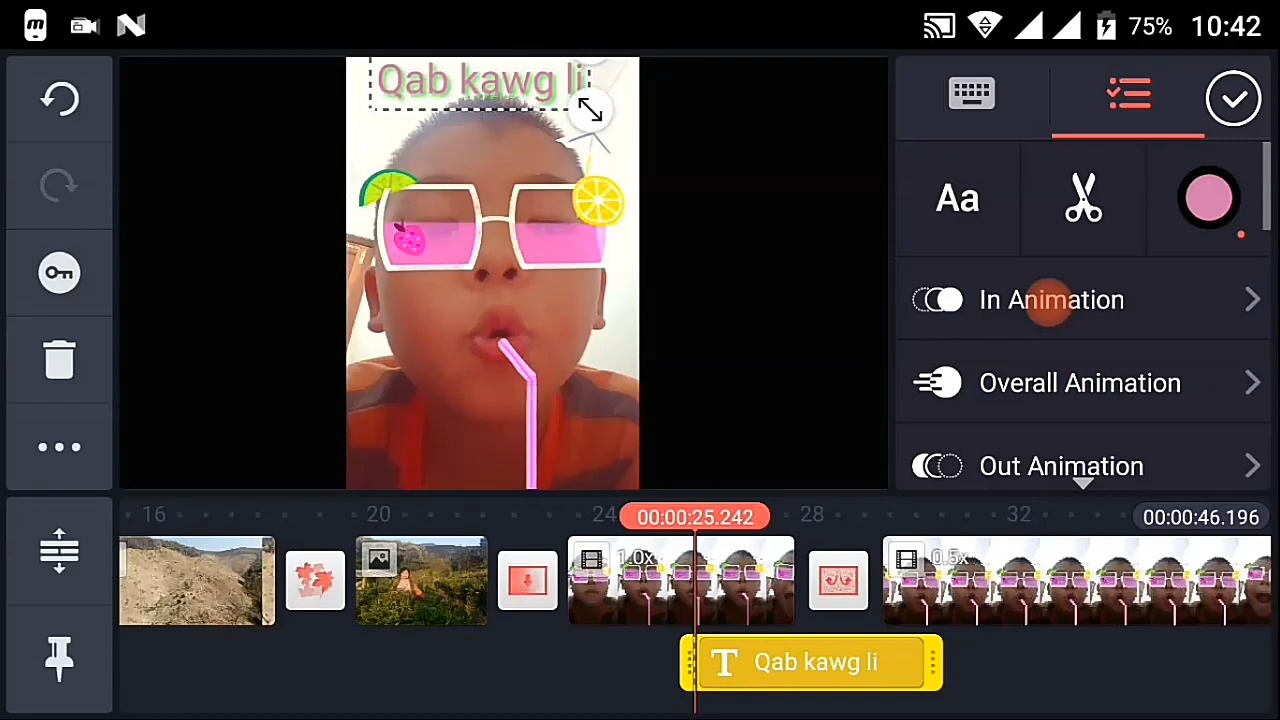 75% 10:42
Qab kawg li
Aa
In Animation
Overall Animation
Out Animation
16 20 24 00:00:25.242 28 32 00:00:46.196
1.0x 0.5x
T Qab kawg li